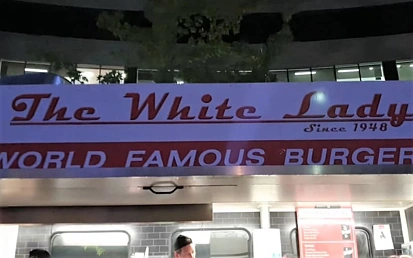 The White Lady
Since 1948
WORLD FAMOUS BURGER